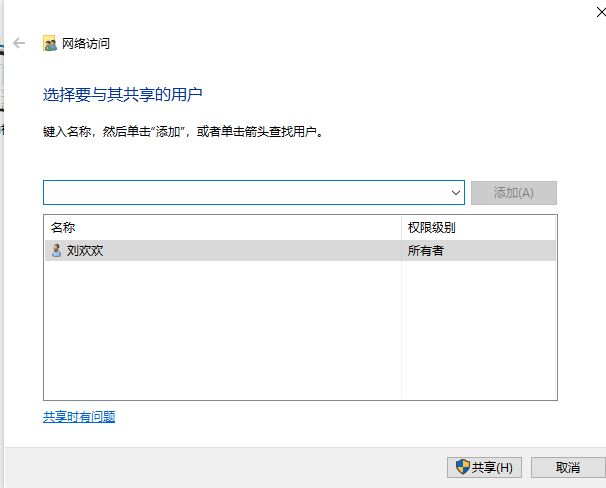 网络访问
选择要与其共享的用户
键入名称，然后单击“添加”，或者单击箭头查找用户。
添加(A)
名称 权限级别
刘欢欢 所有者
共享时有问题
共享(H) 取消